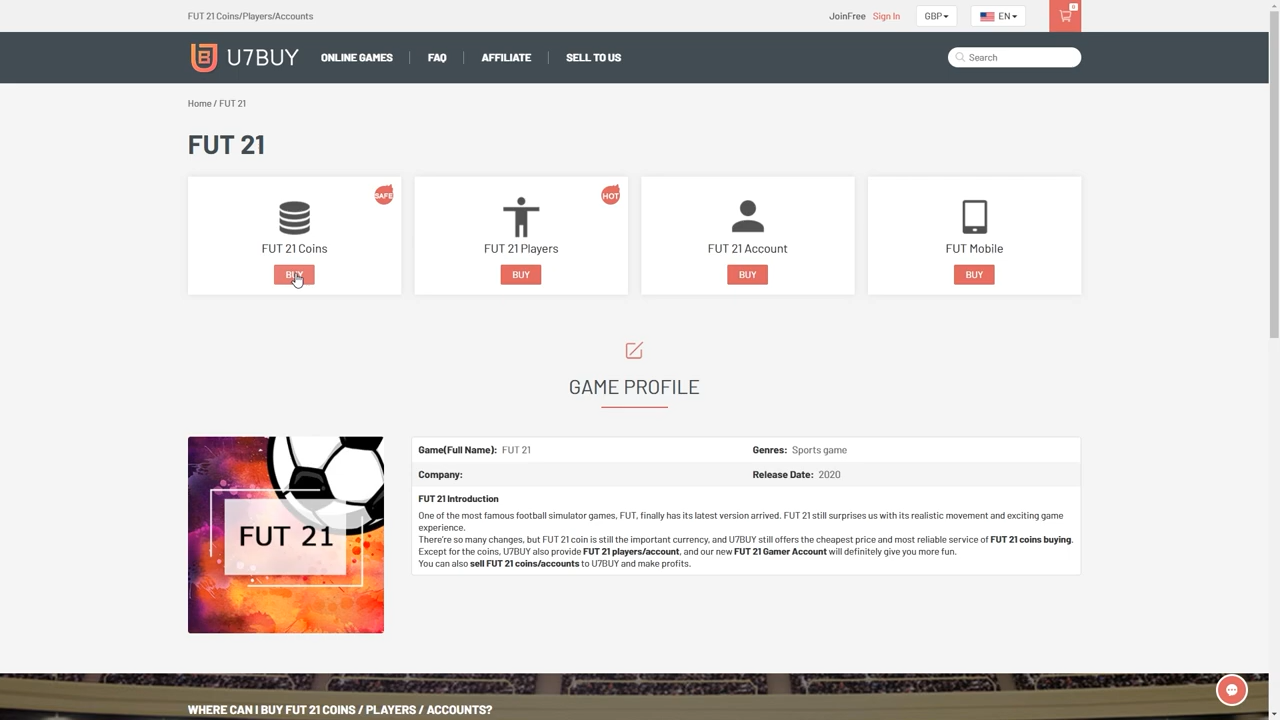 FUT 21 Coins/Players/Accounts
JoinFree Sign In GBP EN 0
U7BUY ONLINE GAMES FAQ AFFILIATE SELL TO US Search
Home / FUT 21
FUT 21
SAFE
HOT
FUT 21 Coins
BUY
FUT 21 Players
BUY
FUT 21 Account
BUY
FUT Mobile
BUY
GAME PROFILE
FUT 21
Game(Full Name): FUT 21 Genres: Sports game
Company: Release Date: 2020
FUT 21 Introduction
One of the most famous football simulator games, FUT, finally has its latest version arrived. FUT 21 still surprises us with its realistic movement and exciting game
experience.
There're so many changes, but FUT 21 coin is still the important currency, and U7BUY still offers the cheapest price and most reliable service of FUT 21 coins buying.
Except for the coins, U7BUY also provide FUT 21 players/account, and our new FUT 21 Gamer Account will definitely give you more fun.
You can also sell FUT 21 coins/accounts to U7BUY and make profits.
WHERE CAN I BUY FUT 21 COINS / PLAYERS / ACCOUNTS?